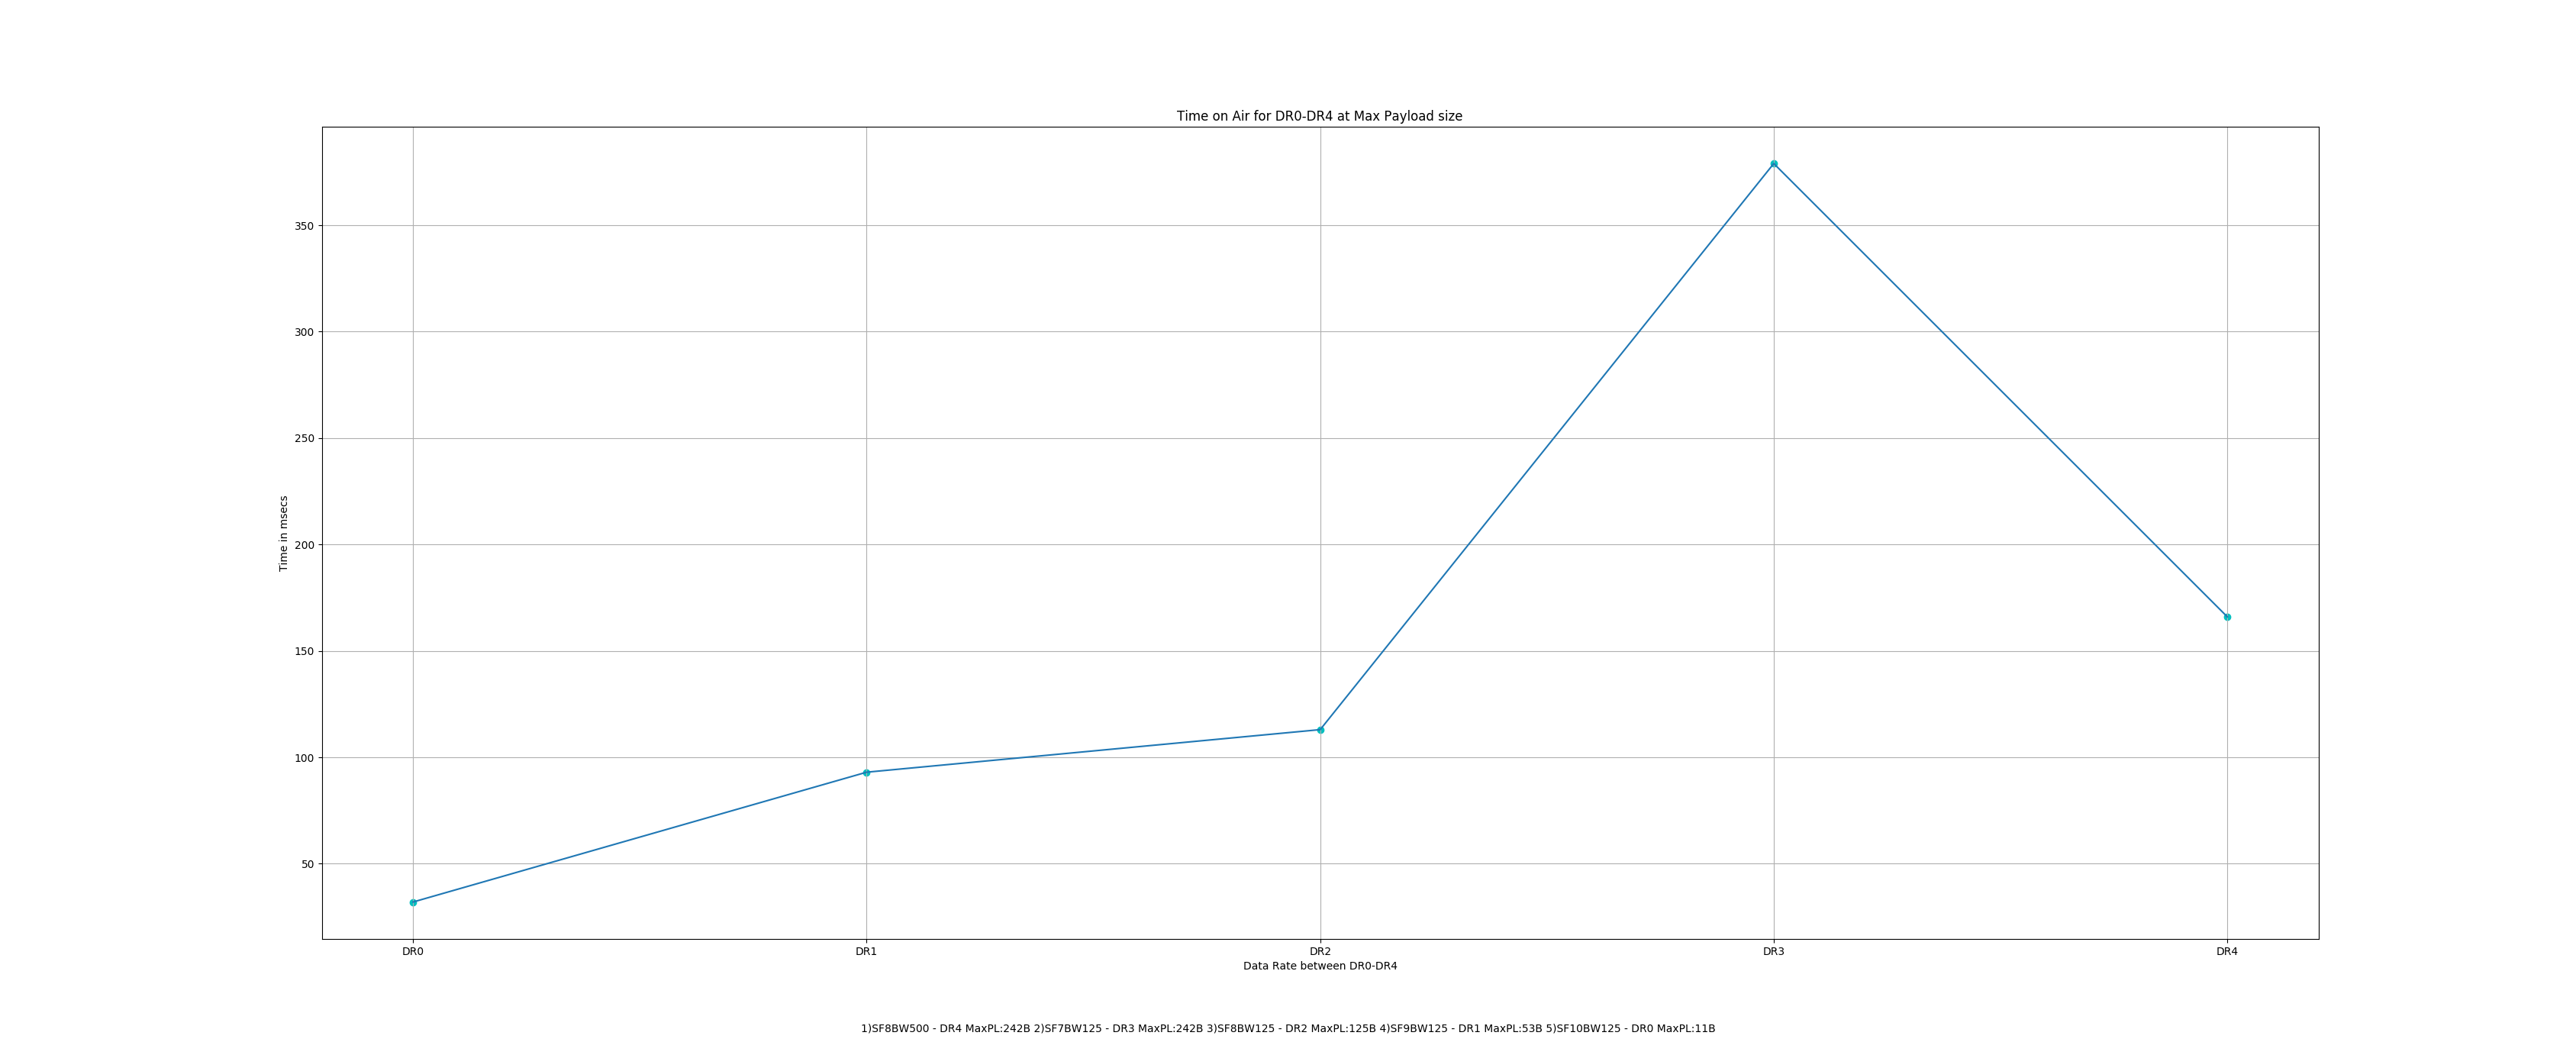 Time on Air for DR0-DR4 at Max Payload size
350
300
250
200
150
100
50
Time in msecs
DR0 DR1 DR2 DR3 DR4
Data Rate between DR0-DR4
1)SF8BW500 - DR4 MaxPL:242B 2)SF7BW125 - DR3 MaxPL:242B 3)SF8BW125 - DR2 MaxPL:125B 4)SF9BW125 - DR1 MaxPL:53B 5)SF10BW125 - DR0 MaxPL:11B